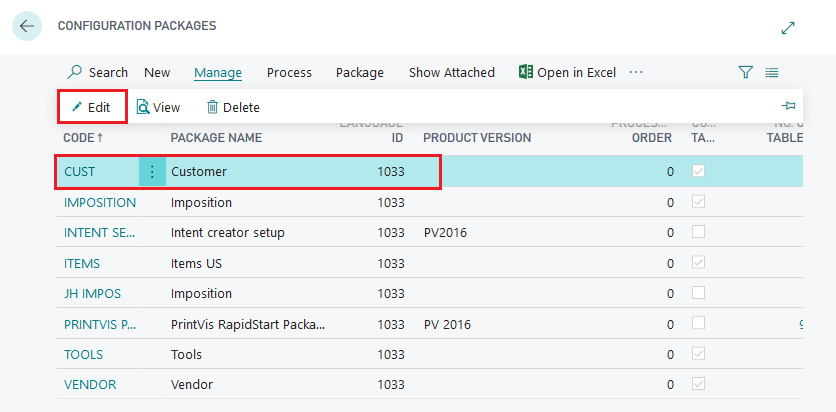 CONFIGURATION PACKAGES
Search New Manage Process Package Show Attached Open in Excel ...
Edit View Delete
LANGUAGE PROCES... CO... NO. O
CODE↑ PACKAGE NAME ID PRODUCT VERSION ORDER TA... TABLE
CUST Customer 1033 0
IMPOSITION Imposition 1033 0
INTENT SE... Intent creator setup 1033 PV2016 0
ITEMS Items US 1033 0
JH IMPOS Imposition 1033 0
PRINTVIS P... PrintVis RapidStart Packa... 1033 PV 2016 0 9
TOOLS Tools 1033 0
VENDOR Vendor 1033 0